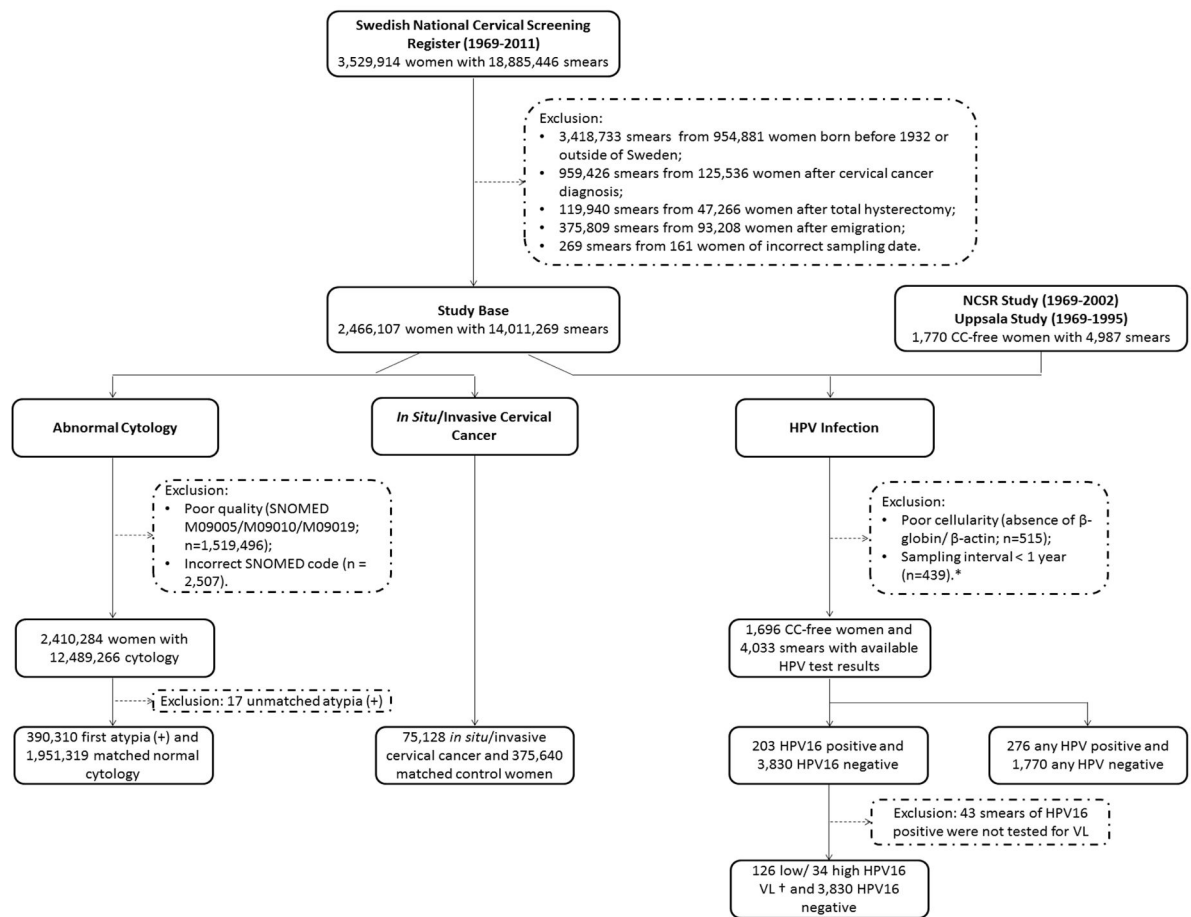 Swedish National Cervical Screening
Register (1969-2011)
3,529,914 women with 18,885,446 smears
Exclusion:
• 3,418,733 smears from 954,881 women born before 1932 or
outside of Sweden;
• 959,426 smears from 125,536 women after cervical cancer
diagnosis;
• 119,940 smears from 47,266 women after total hysterectomy;
• 375,809 smears from 93,208 women after emigration;
• 269 smears from 161 women of incorrect sampling date.
Study Base
2,466,107 women with 14,011,269 smears
NCSR Study (1969-2002)
Uppsala Study (1969-1995)
1,770 CC-free women with 4,987 smears
Abnormal Cytology
In Situ/Invasive Cervical
Cancer
HPV Infection
Exclusion:
• Poor quality (SNOMED
M09005/M09010/M09019;
n=1,519,496);
• Incorrect SNOMED code (n =
2,507).
Exclusion:
• Poor cellularity (absence of β-
globin/ β-actin; n=515);
• Sampling interval < 1 year
(n=439).*
2,410,284 women with
12,489,266 cytology
1,696 CC-free women and
4,033 smears with available
HPV test results
Exclusion: 17 unmatched atypia (+)
390,310 first atypia (+) and
1,951,319 matched normal
cytology
75,128 in situ/invasive
cervical cancer and 375,640
matched control women
203 HPV16 positive and
3,830 HPV16 negative
276 any HPV positive and
1,770 any HPV negative
Exclusion: 43 smears of HPV16
positive were not tested for VL
126 low/ 34 high HPV16
VL † and 3,830 HPV16
negative